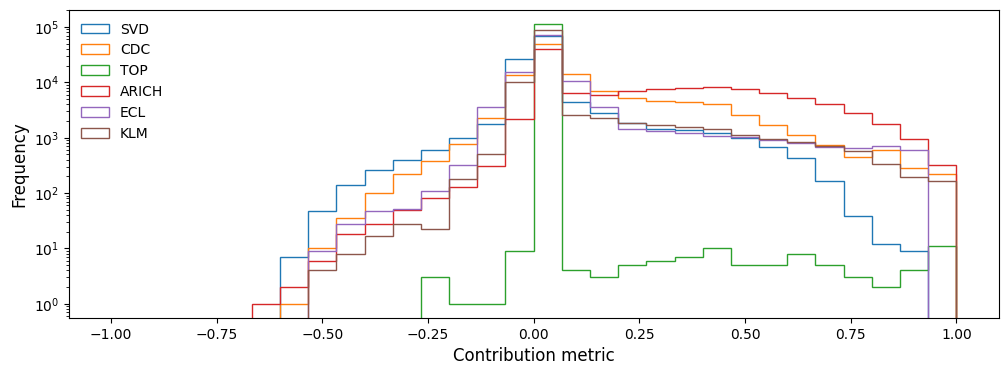 10⁵
10⁴
10³
10²
10¹
10⁰
Frequency
SVD
CDC
TOP
ARICH
ECL
KLM
−1.00 −0.75 −0.50 −0.25 0.00 0.25 0.50 0.75 1.00
Contribution metric